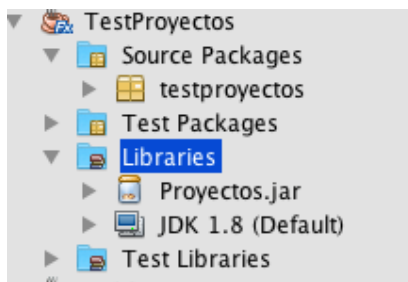 TestProyectos
Source Packages
testproyectos
Test Packages
Libraries
Proyectos.jar
JDK 1.8 (Default)
Test Libraries